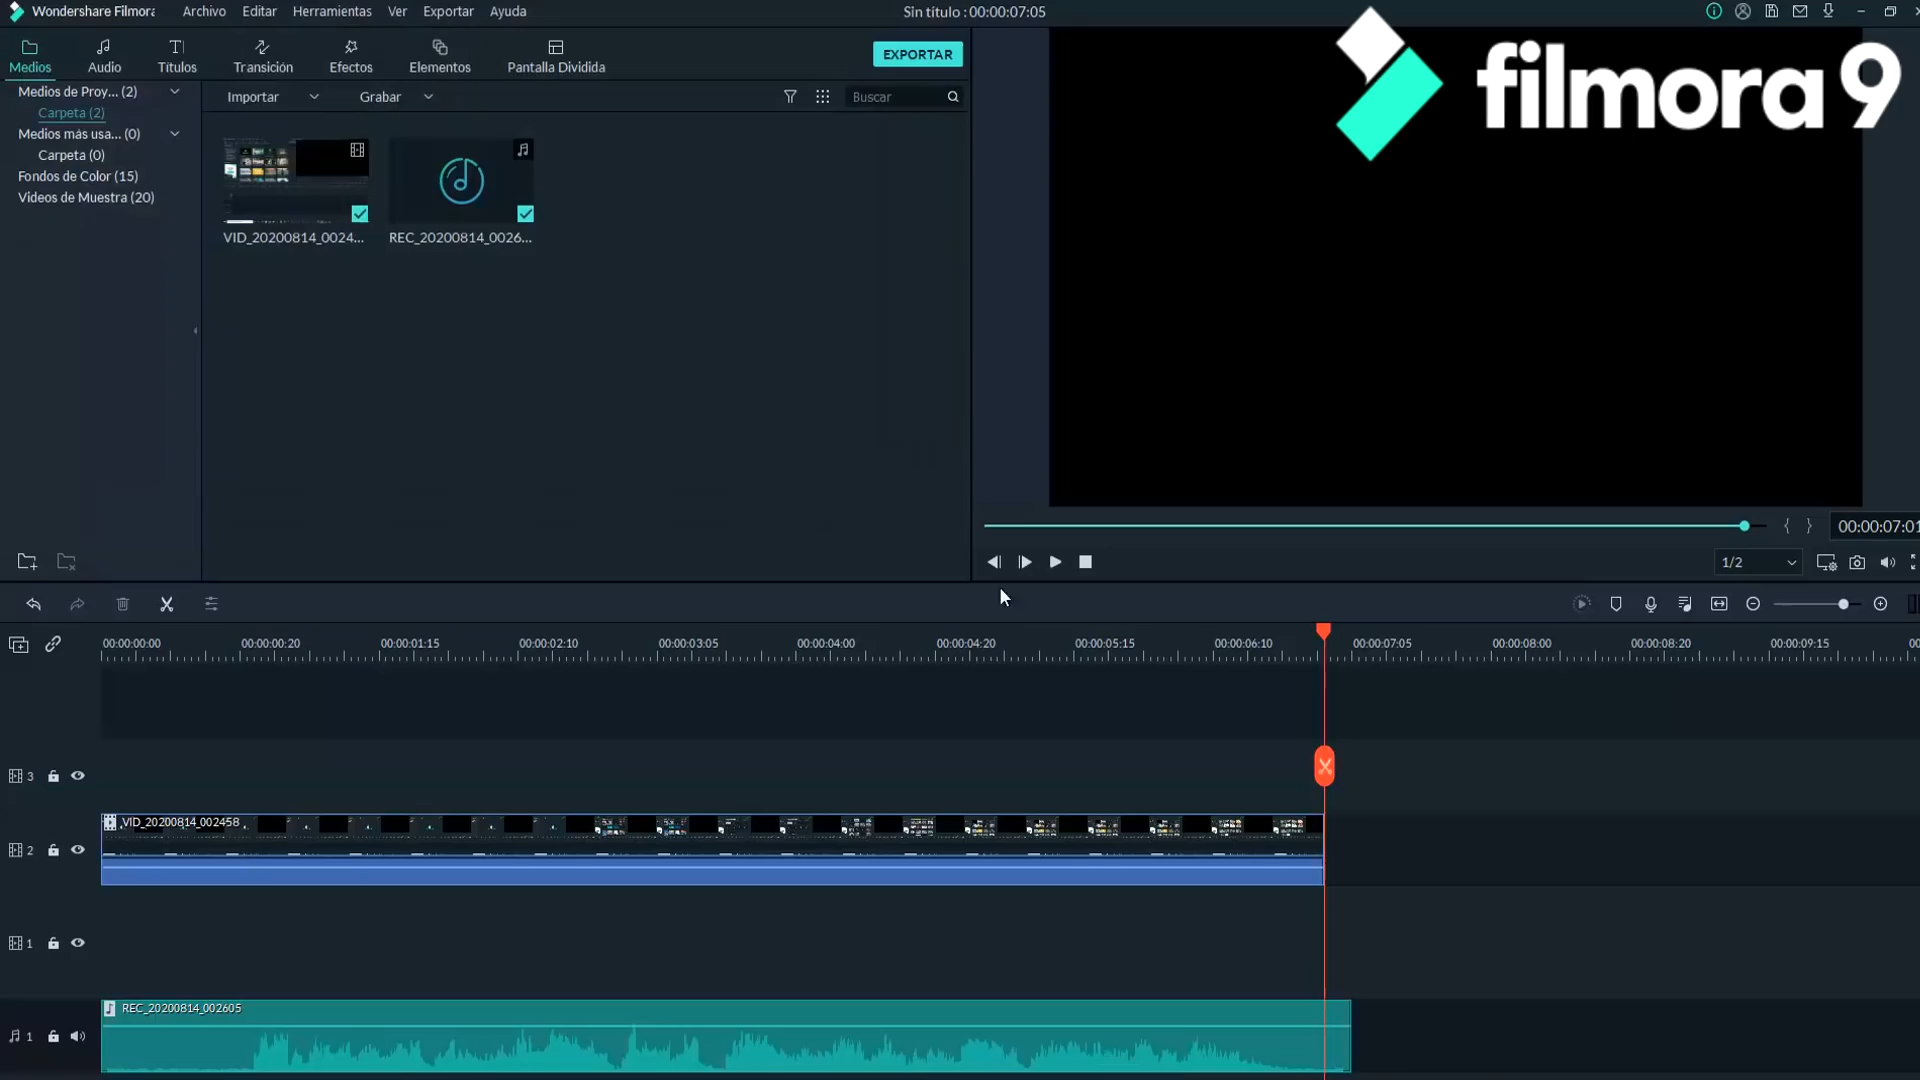 Wondershare Filmora
Archivo Editar Herramientas Ver Exportar Ayuda
Sin título : 00:00:07:05
filmora 9
Medios Audio Títulos Transición Efectos Elementos Pantalla Dividida
EXPORTAR
Medios de Proy... (2)
Carpeta (2)
Medios más usa... (0)
Carpeta (0)
Fondos de Color (15)
Videos de Muestra (20)
Importar Grabar Buscar
VID_20200814_0024... REC_20200814_0026...
00:00:07:01
1/2
00:00:00:00 00:00:00:20 00:00:01:15 00:00:02:10 00:00:03:05 00:00:04:00 00:00:04:20 00:00:05:15 00:00:06:10 00:00:07:05 00:00:08:00 00:00:08:20 00:00:09:15 00
3
VID_20200814_002458
2
1
REC_20200814_002605
1